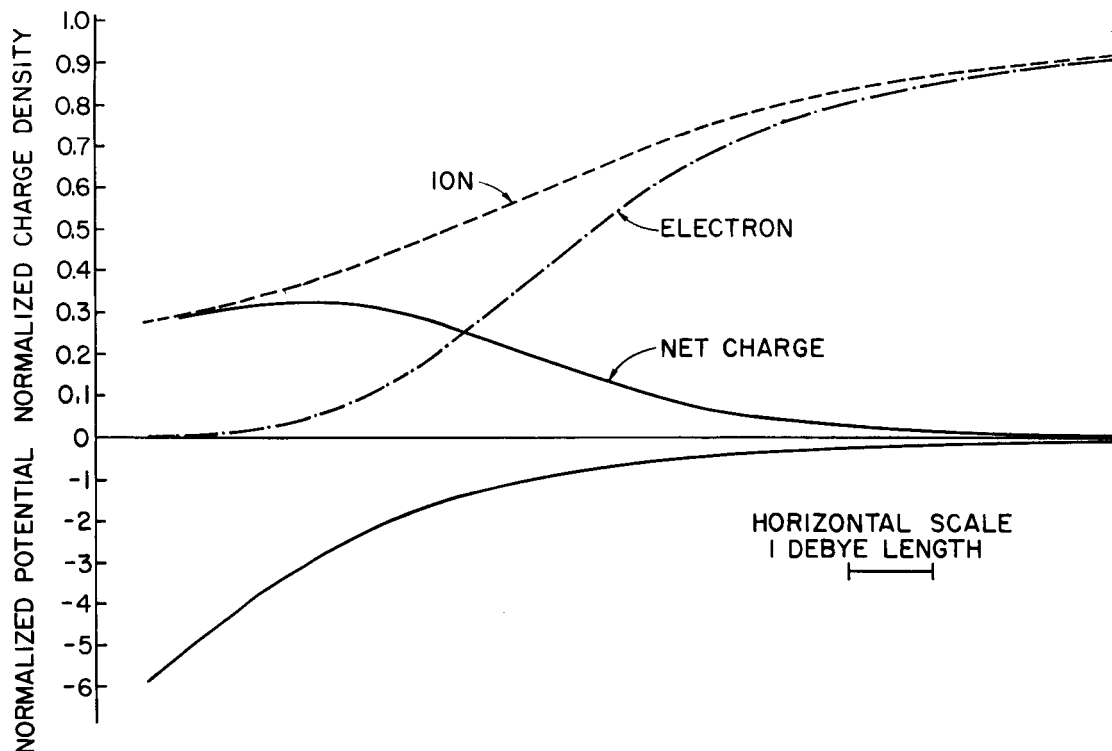 NORMALIZED CHARGE DENSITY
NORMALIZED POTENTIAL
1.0
0.9
0.8
0.7
0.6
0.5
0.4
0.3
0.2
0.1
0
-1
-2
-3
-4
-5
-6
ION
ELECTRON
NET CHARGE
HORIZONTAL SCALE
1 DEBYE LENGTH